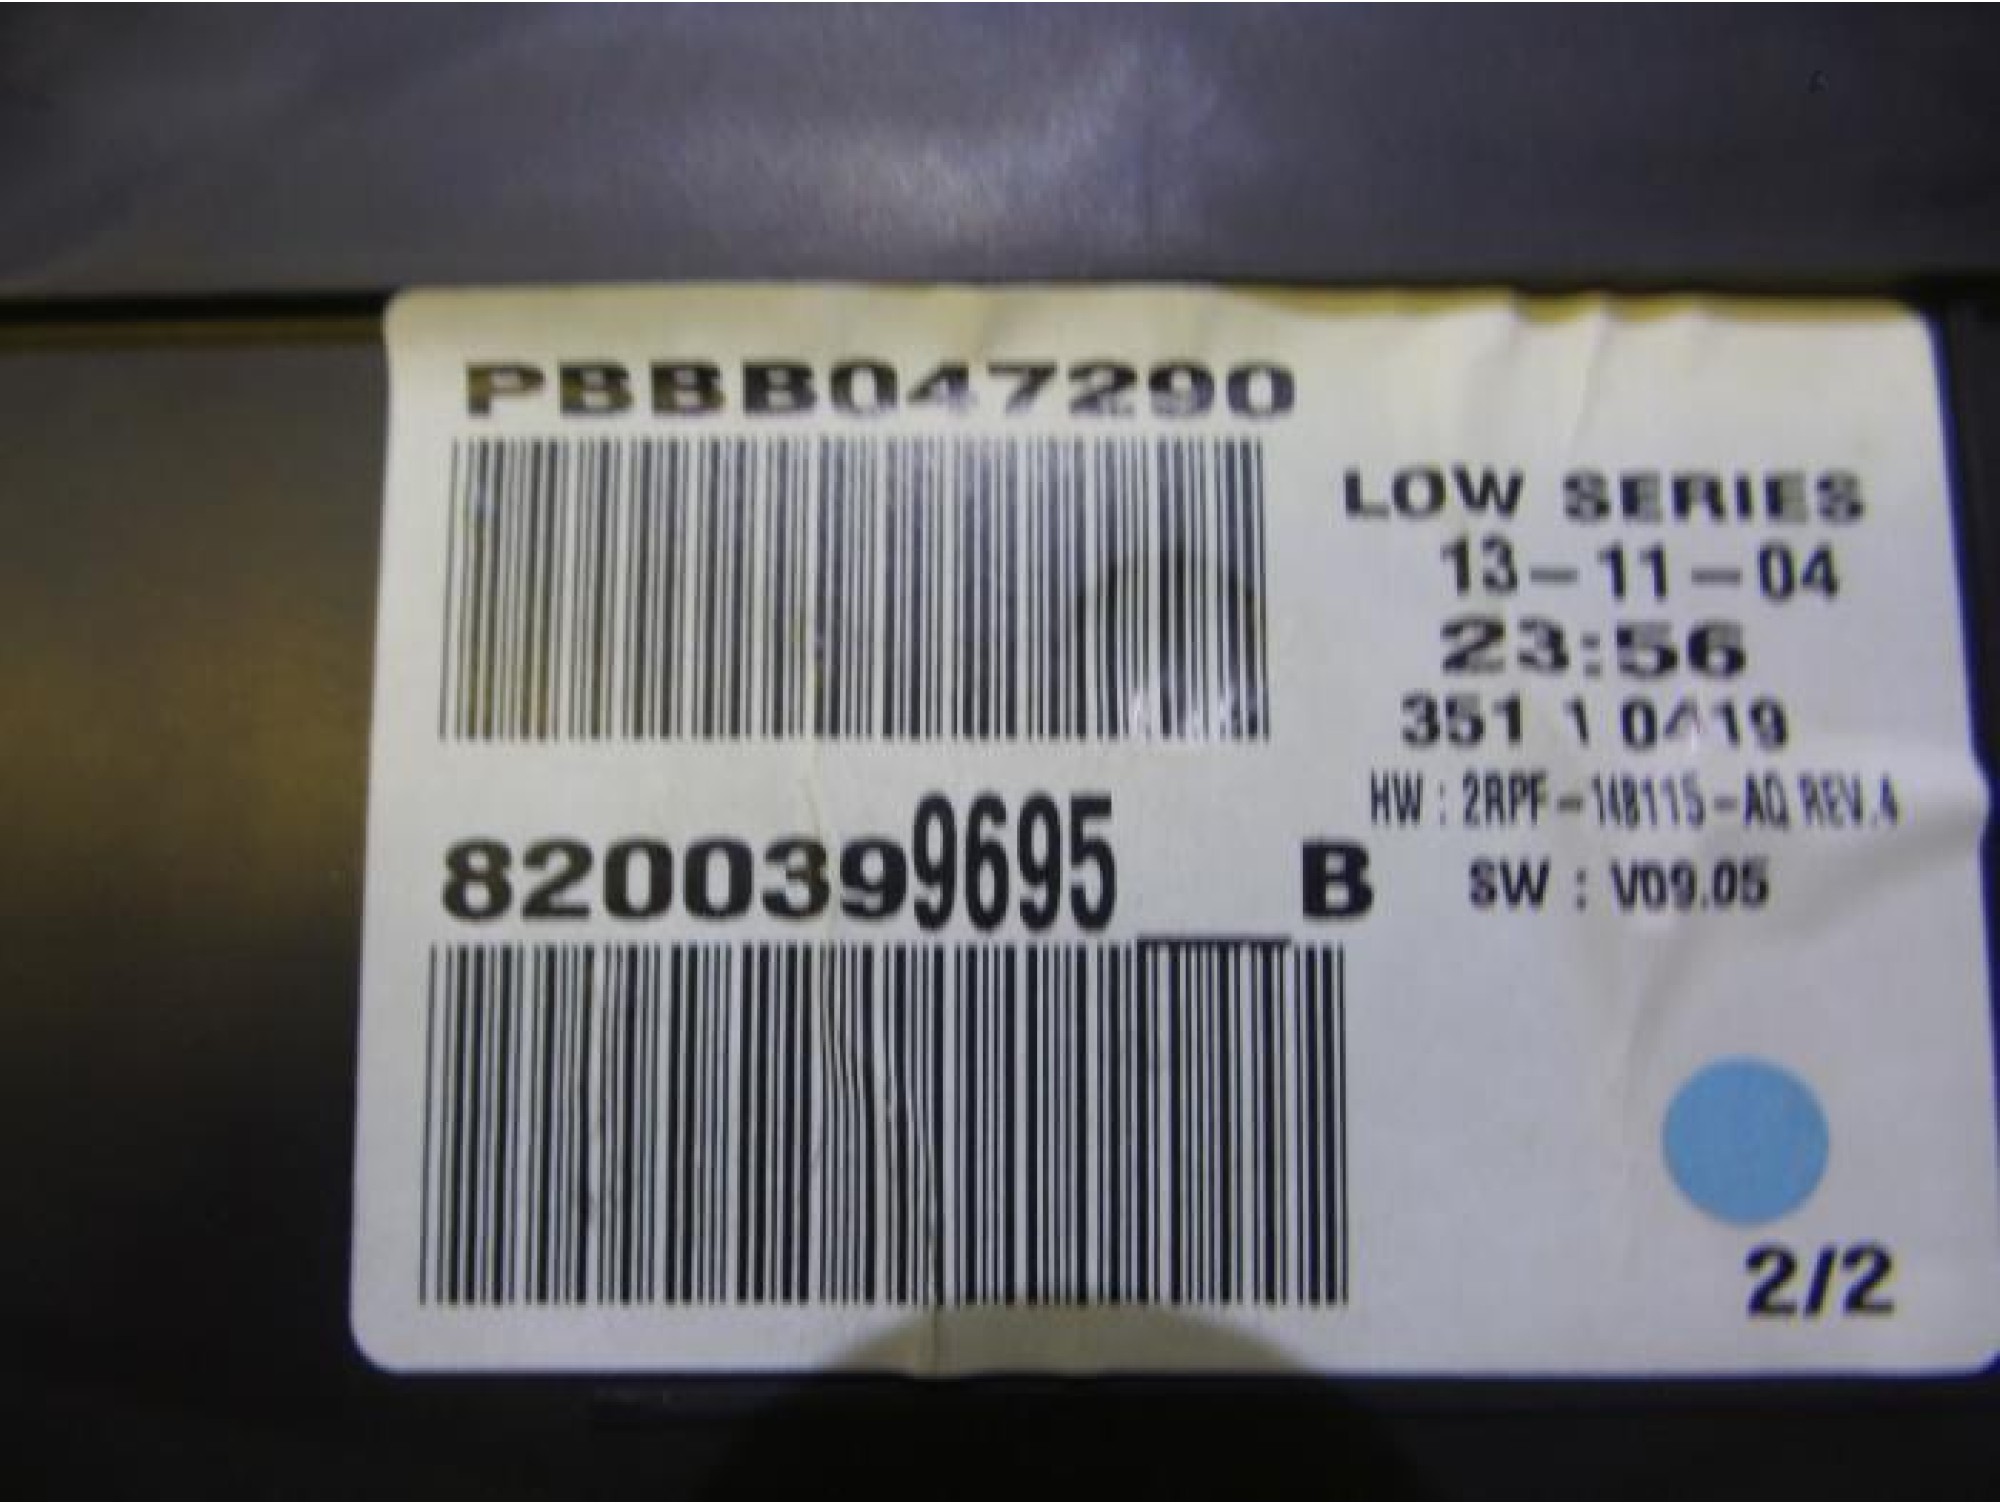 PBBB047290
LOW SERIES
13-11-04
23:56
351 1 0419
HW : 2RPF-14B115-AQ REV.4
8200399695__B
SW : V09.05
2/2